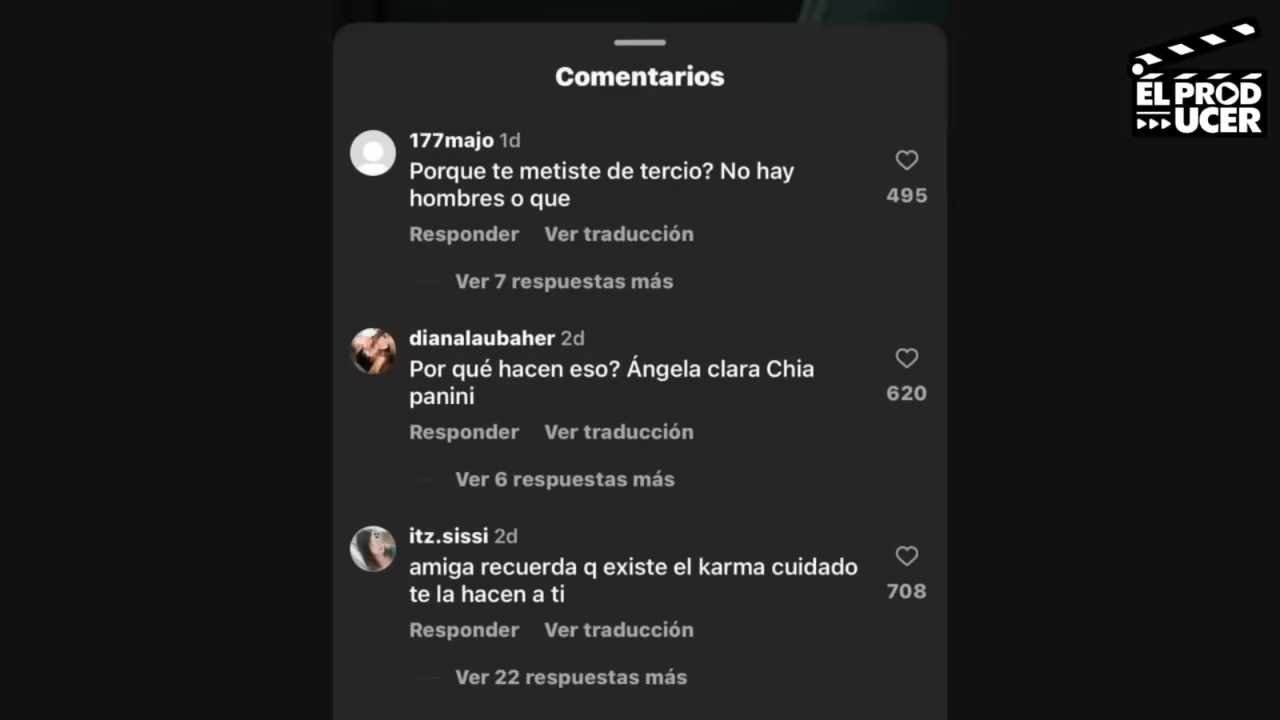 Comentarios
EL PROD
UCER
177majo 1d
Porque te metiste de tercio? No hay
hombres o que
495
Responder Ver traducción
Ver 7 respuestas más
dianalaubaher 2d
Por qué hacen eso? Ángela clara Chia
panini
620
Responder Ver traducción
Ver 6 respuestas más
itz.sissi 2d
amiga recuerda q existe el karma cuidado
te la hacen a ti
708
Responder Ver traducción
Ver 22 respuestas más